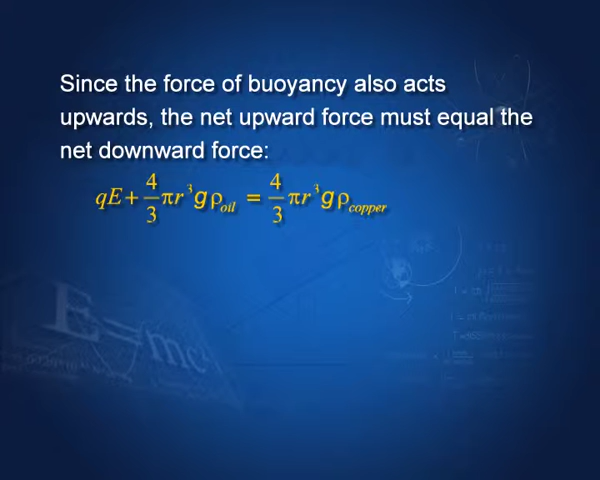 Since the force of buoyancy also acts
upwards, the net upward force must equal the
net downward force:
qE + 4/3 πr³gρ_oil = 4/3 πr³gρ_copper
E=mc²